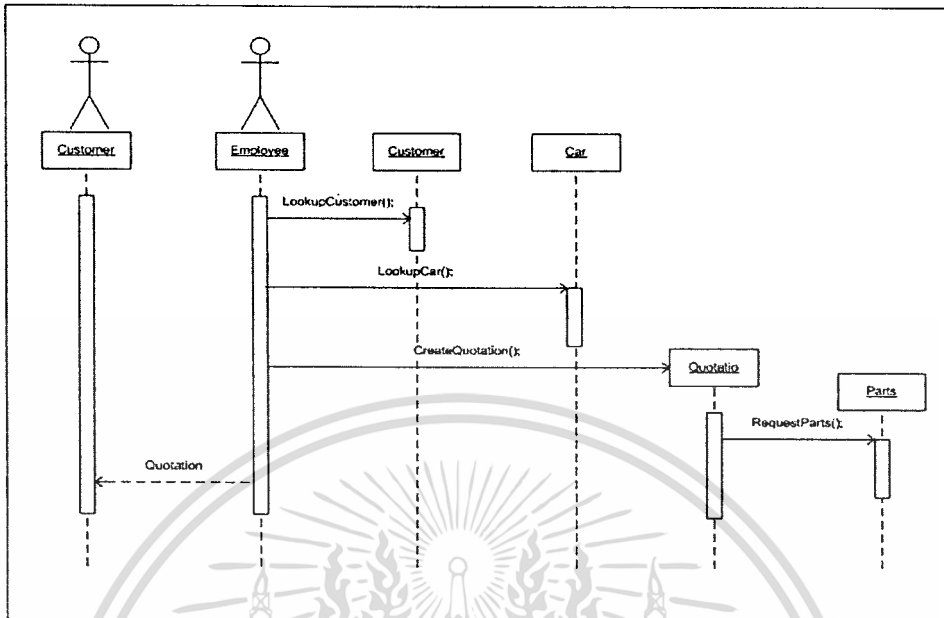 Customer
Employee
Customer
Car
LookupCustomer();
LookupCar();
CreateQuotation();
Quotatio
Parts
RequestParts();
Quotation